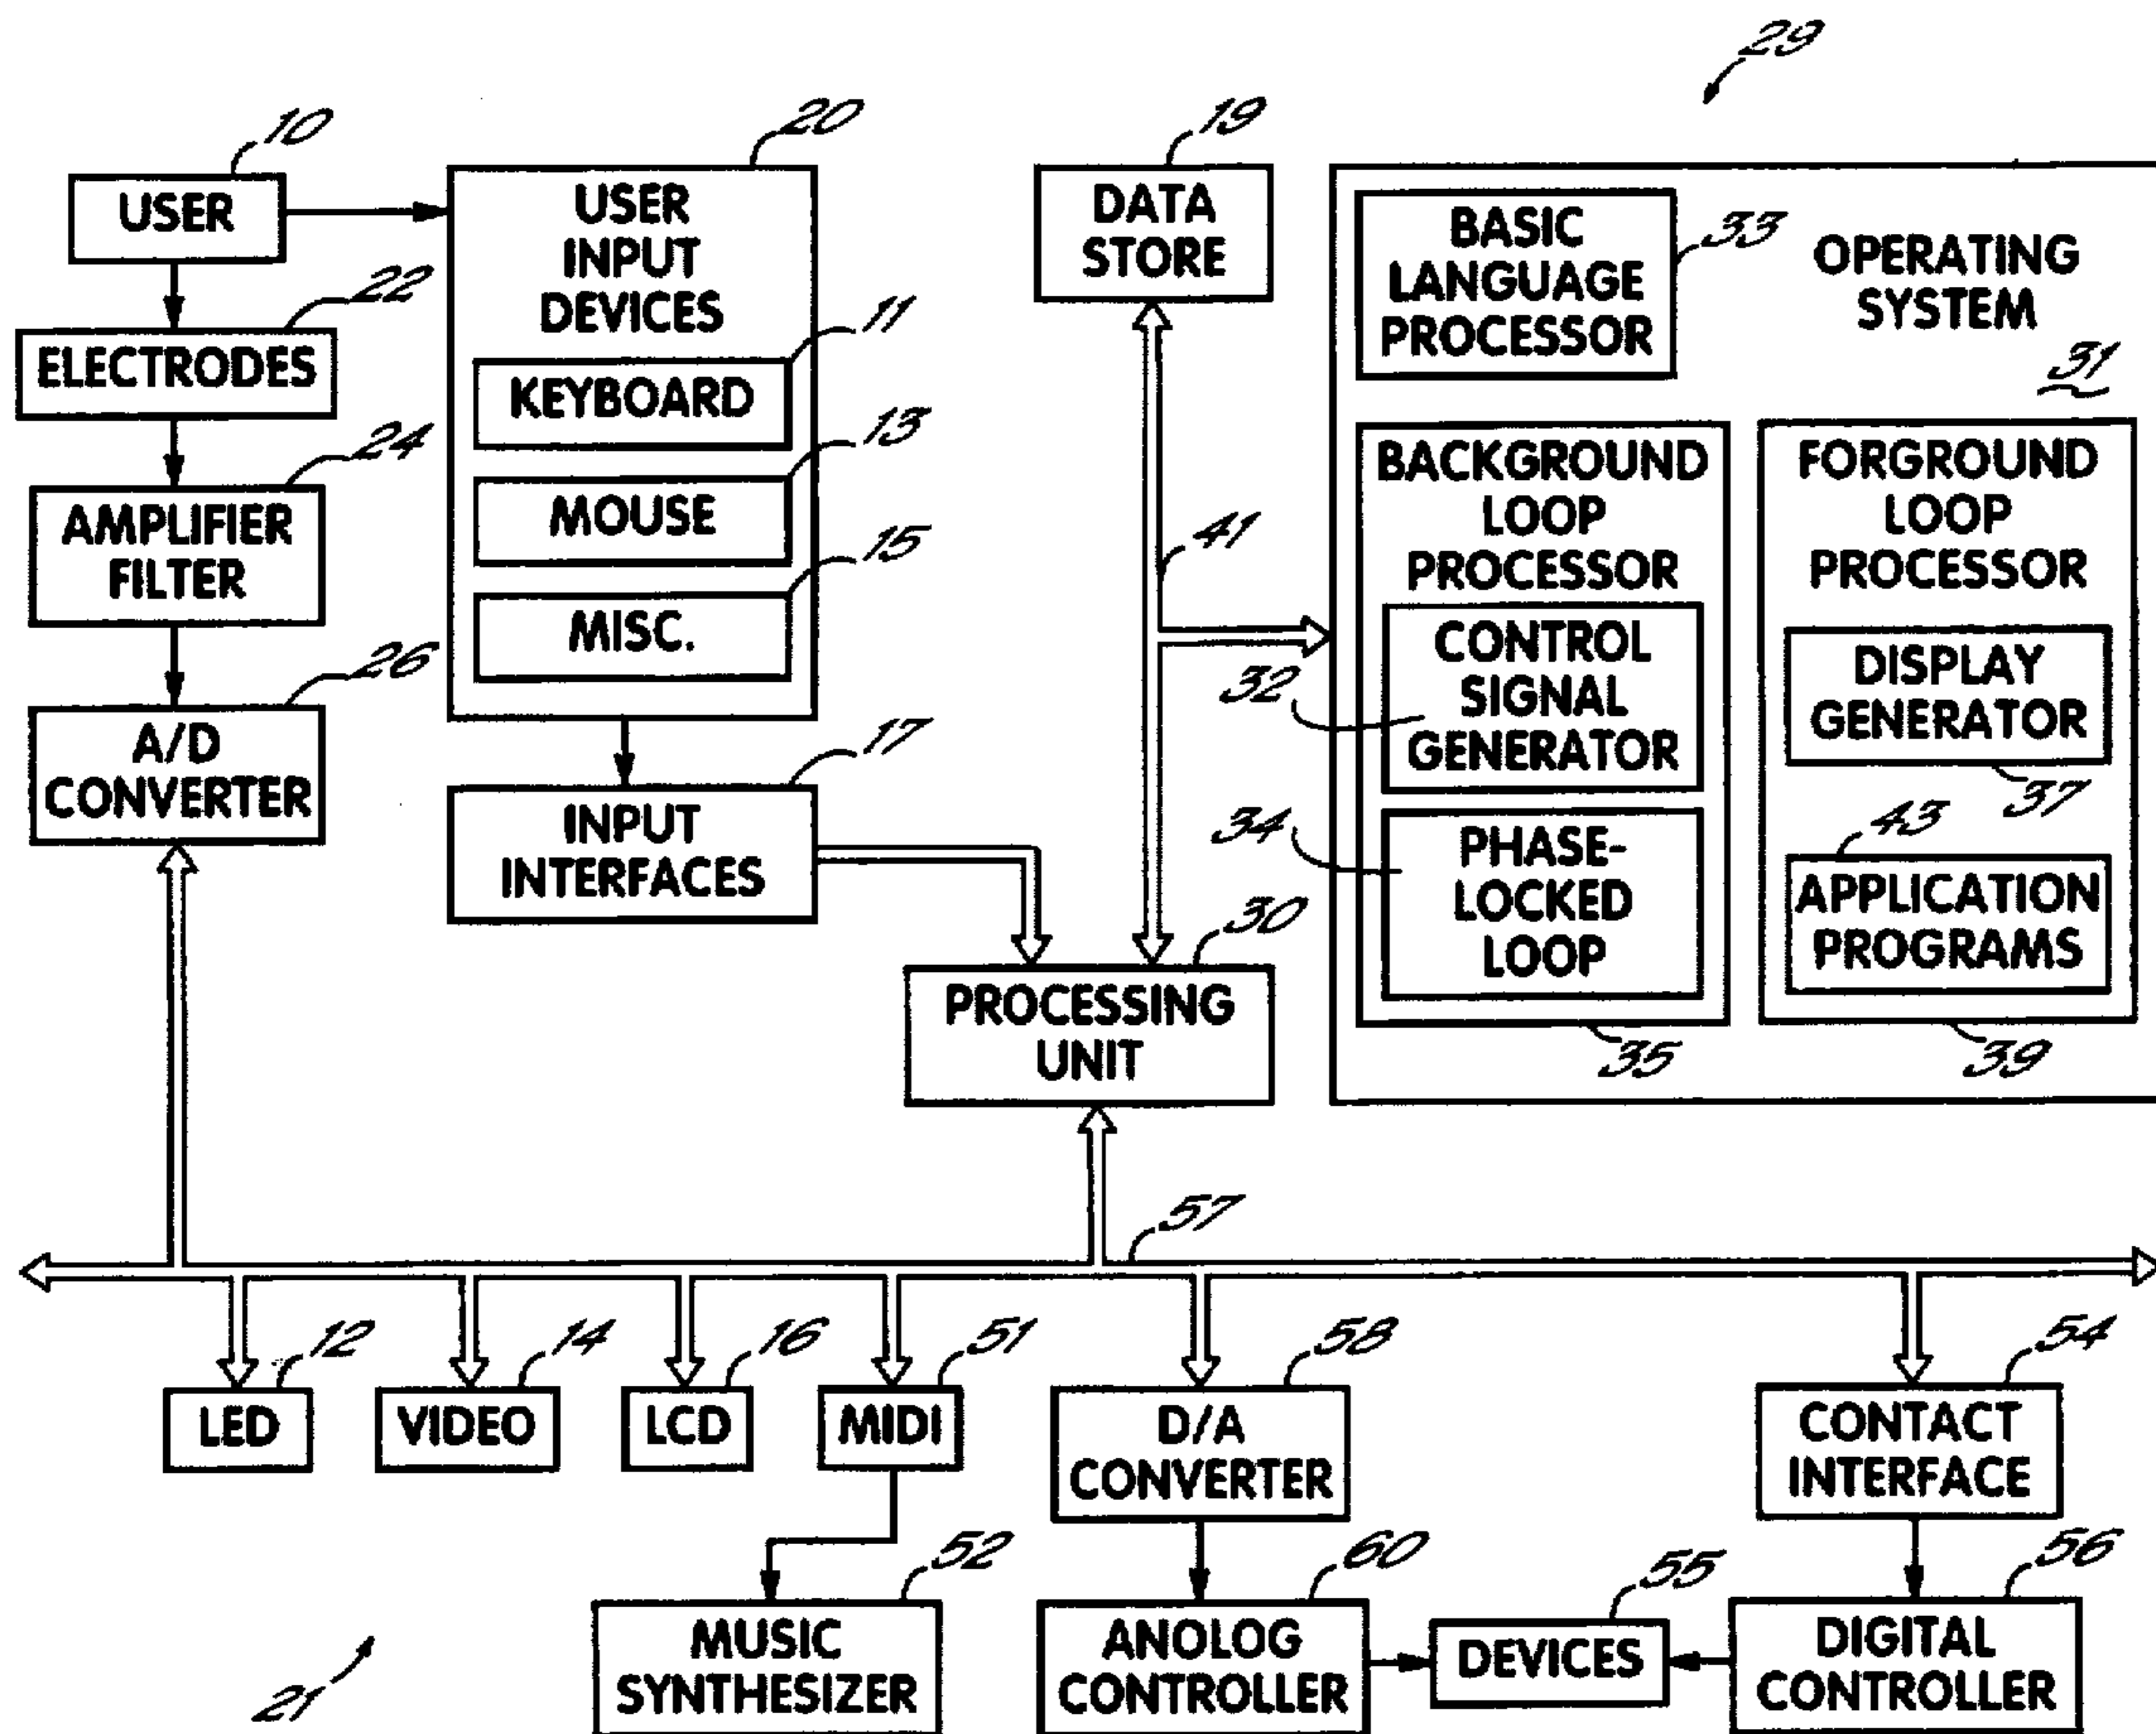 29
10
20
19
USER
USER
INPUT
DEVICES
DATA
STORE
BASIC
LANGUAGE
PROCESSOR
33
OPERATING
SYSTEM
31
22
ELECTRODES
11
KEYBOARD
24
13
AMPLIFIER
FILTER
MOUSE
15
MISC.
41
BACKGROUND
LOOP
PROCESSOR
FORGROUND
LOOP
PROCESSOR
26
A/D
CONVERTER
32
CONTROL
SIGNAL
GENERATOR
DISPLAY
GENERATOR
37
17
INPUT
INTERFACES
34
PHASE-
LOCKED
LOOP
43
APPLICATION
PROGRAMS
30
PROCESSING
UNIT
35
39
57
12
14
16
51
58
54
LED
VIDEO
LCD
MIDI
D/A
CONVERTER
CONTACT
INTERFACE
52
60
55
56
MUSIC
SYNTHESIZER
ANOLOG
CONTROLLER
DEVICES
DIGITAL
CONTROLLER
21